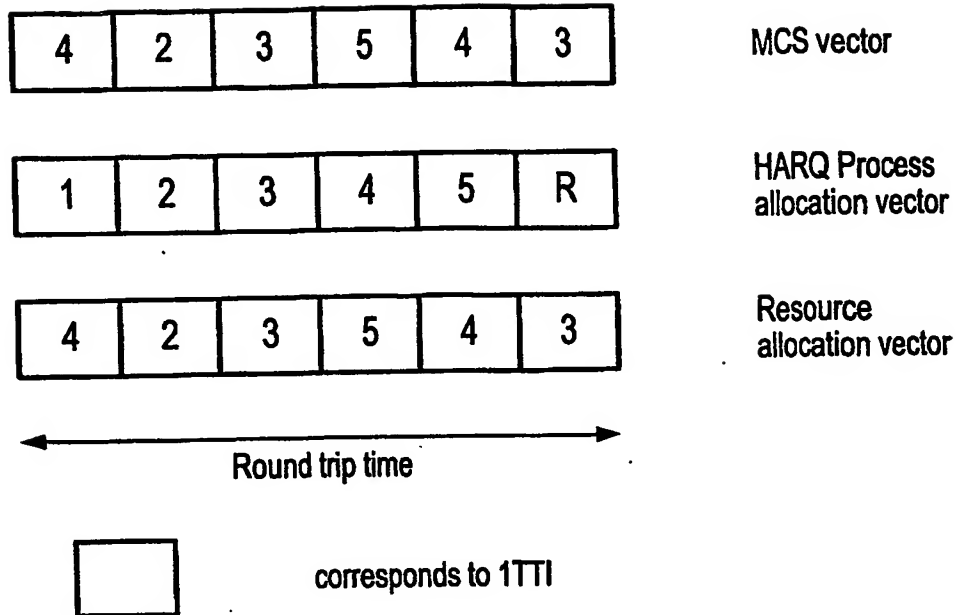 4 2 3 5 4 3 MCS vector
1 2 3 4 5 R HARQ Process
allocation vector
4 2 3 5 4 3 Resource
allocation vector
Round trip time
corresponds to 1TTI